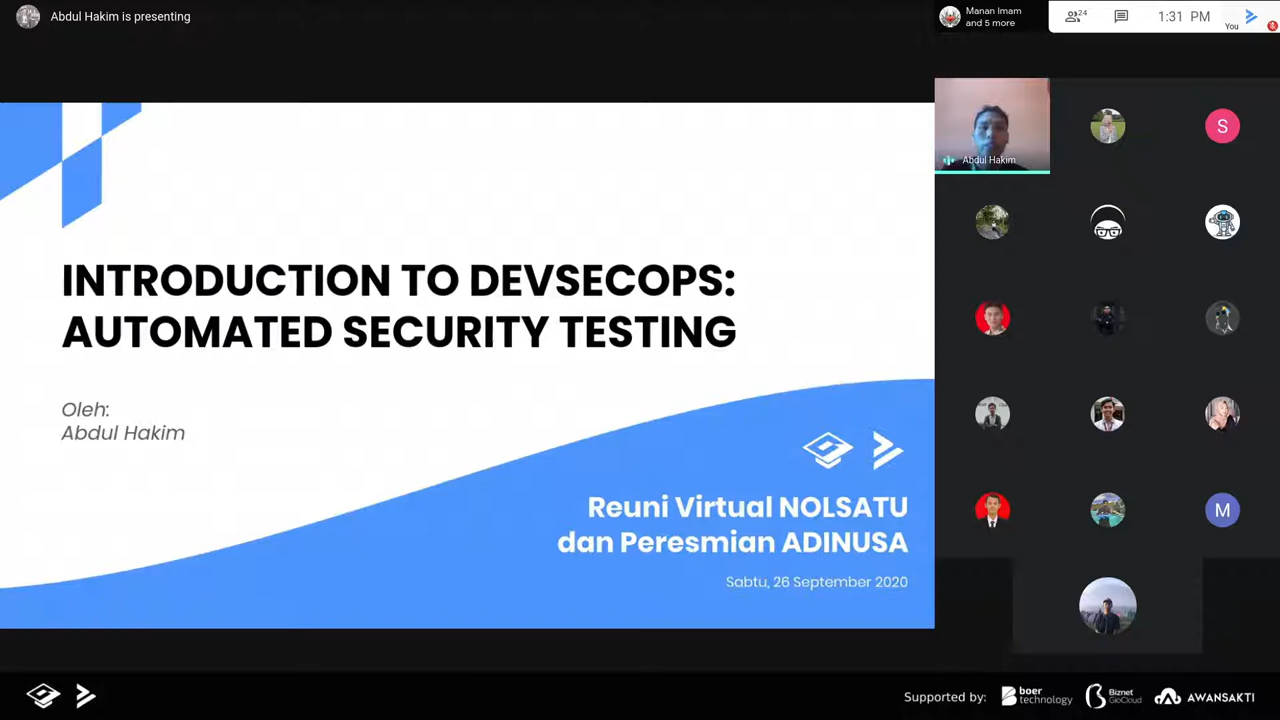 Abdul Hakim is presenting
Manan Imam
and 5 more
24
1:31 PM
You
Abdul Hakim
S
M
INTRODUCTION TO DEVSECOPS:
AUTOMATED SECURITY TESTING
Oleh:
Abdul Hakim
Reuni Virtual NOLSATU
dan Peresmian ADINUSA
Sabtu, 26 September 2020
Supported by:
boer
technology
Biznet
GioCloud
AWANSAKTI